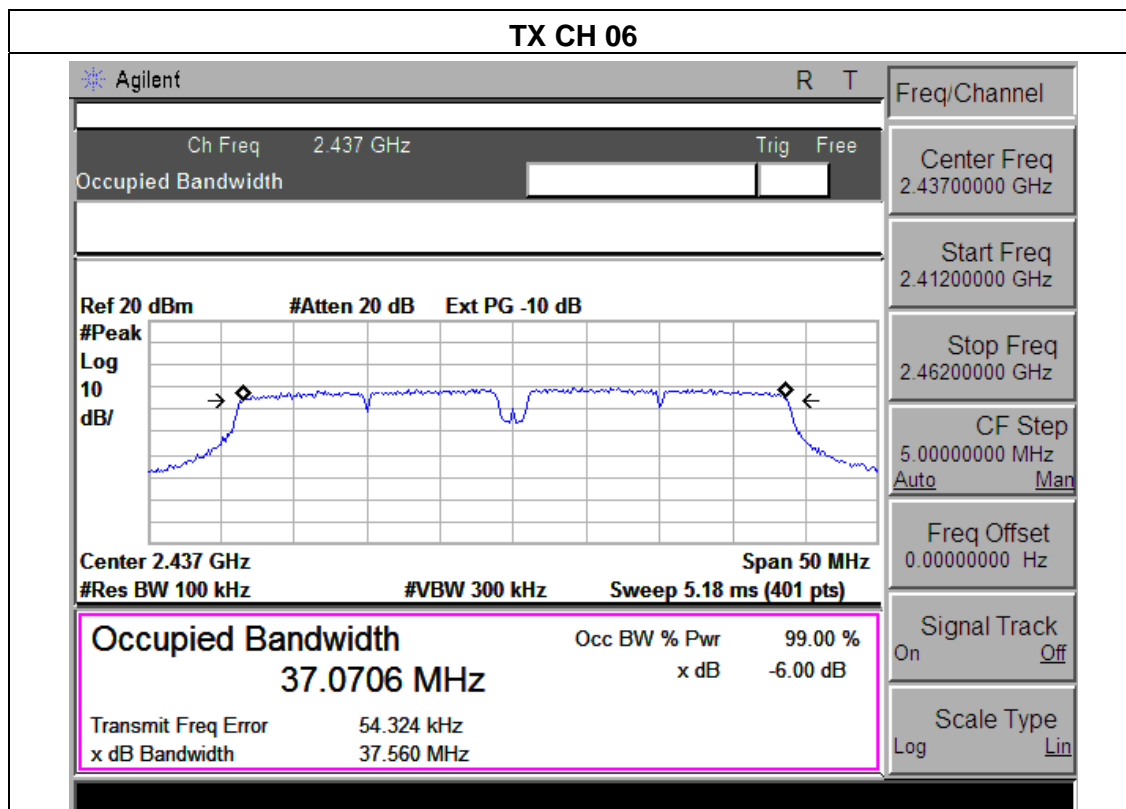 TX CH 06
Agilent R T
Ch Freq 2.437 GHz Trig Free
Occupied Bandwidth
Ref 20 dBm #Atten 20 dB Ext PG -10 dB
#Peak
Log
10
dB/
Center 2.437 GHz Span 50 MHz
#Res BW 100 kHz #VBW 300 kHz Sweep 5.18 ms (401 pts)
Occupied Bandwidth Occ BW % Pwr 99.00 %
37.0706 MHz x dB -6.00 dB
Transmit Freq Error 54.324 kHz
x dB Bandwidth 37.560 MHz
Freq/Channel
Center Freq
2.43700000 GHz
Start Freq
2.41200000 GHz
Stop Freq
2.46200000 GHz
CF Step
5.00000000 MHz
Auto Man
Freq Offset
0.00000000 Hz
Signal Track
On Off
Scale Type
Log Lin